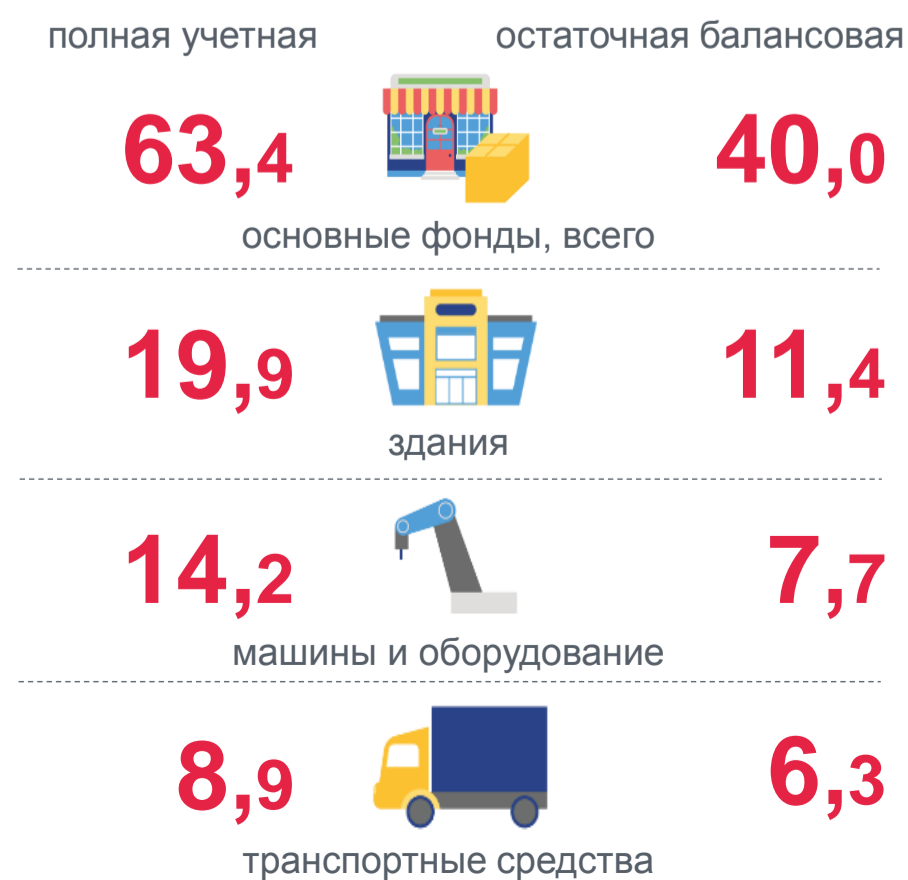 полная учетная остаточная балансовая
63,4 40,0
основные фонды, всего
19,9 11,4
здания
14,2 7,7
машины и оборудование
8,9 6,3
транспортные средства